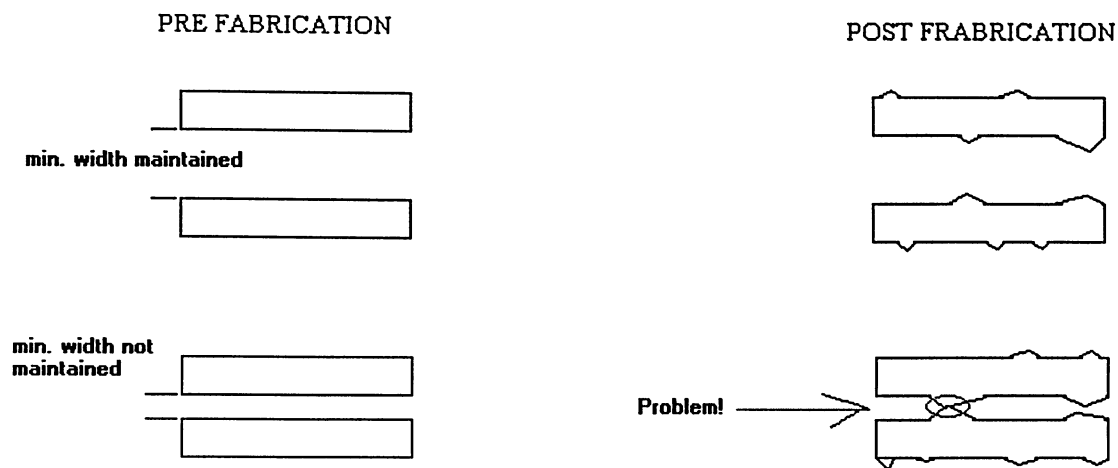 PRE FABRICATION
POST FRABRICATION
min. width maintained
min. width not
maintained
Problem!